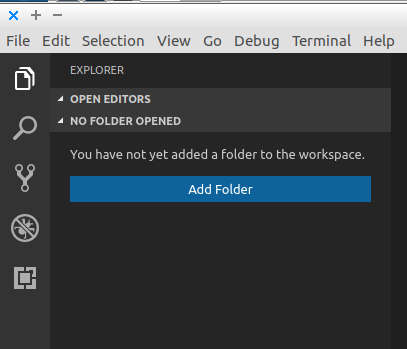 File Edit Selection View Go Debug Terminal Help
EXPLORER
OPEN EDITORS
NO FOLDER OPENED
You have not yet added a folder to the workspace.
Add Folder